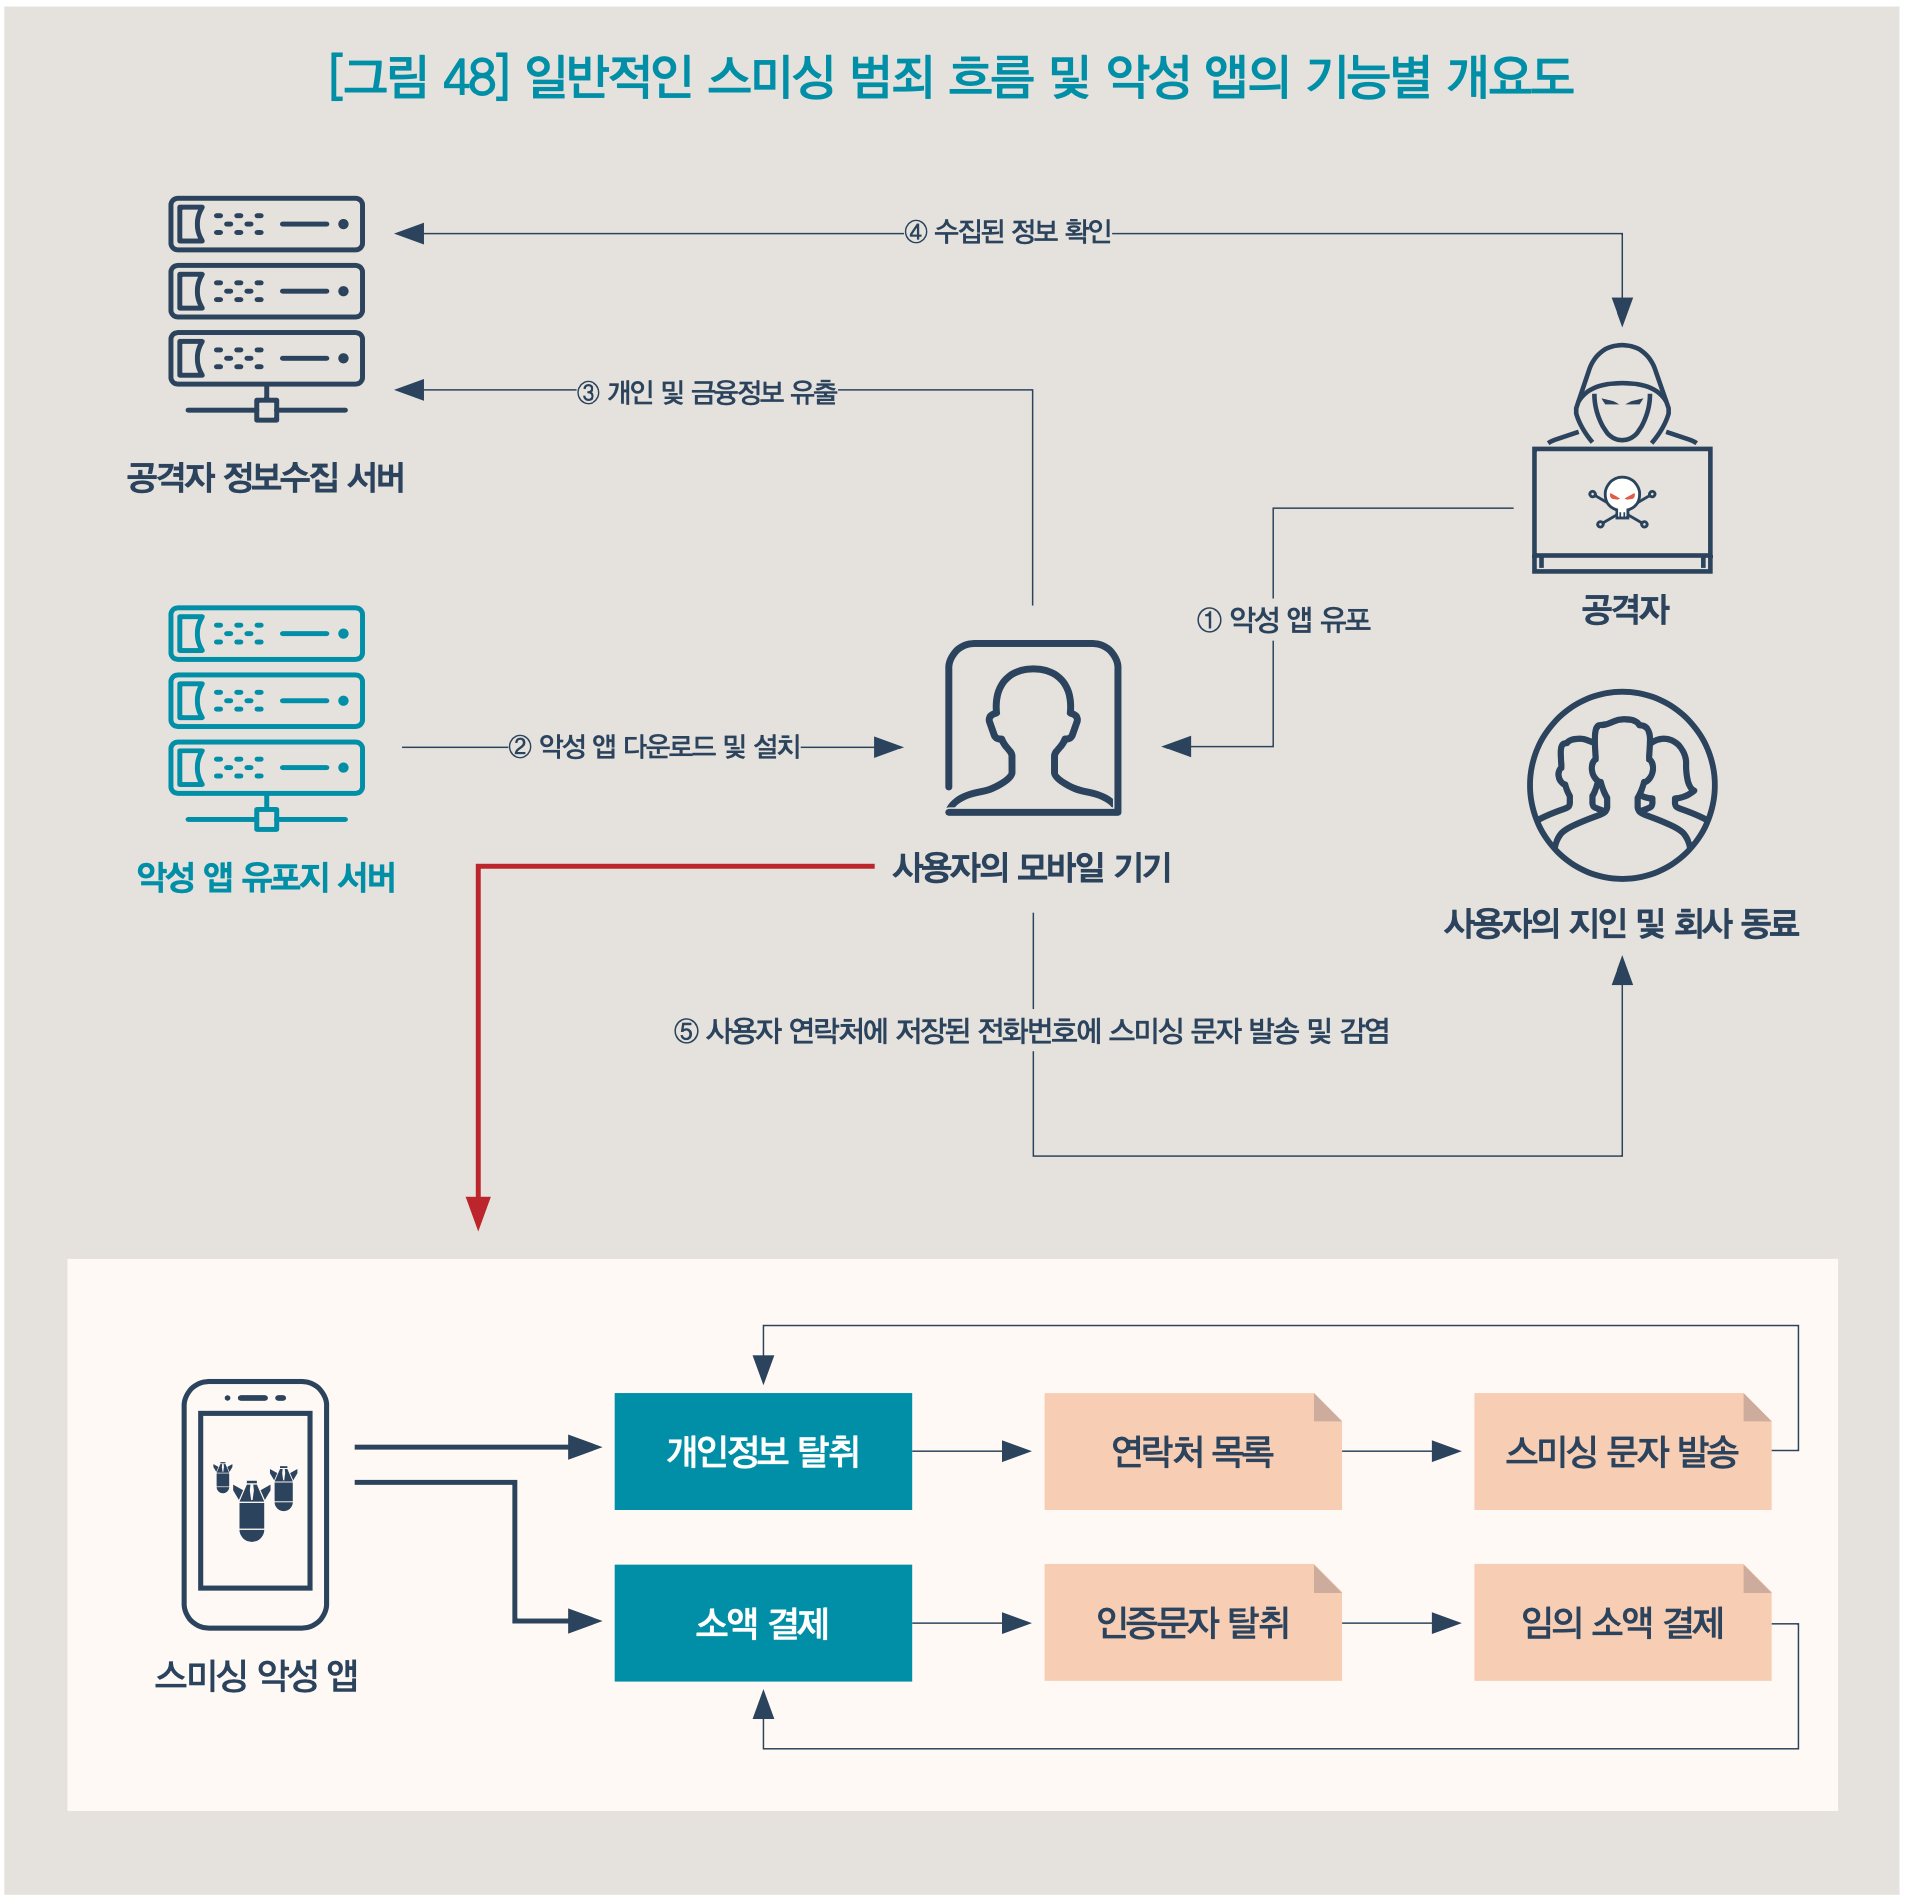 [그림 48] 일반적인 스미싱 범죄 흐름 및 악성 앱의 기능별 개요도
④ 수집된 정보 확인
③ 개인 및 금융정보 유출
공격자 정보수집 서버
공격자
① 악성 앱 유포
② 악성 앱 다운로드 및 설치
악성 앱 유포지 서버
사용자의 모바일 기기
사용자의 지인 및 회사 동료
⑤ 사용자 연락처에 저장된 전화번호에 스미싱 문자 발송 및 감염
개인정보 탈취
연락처 목록
스미싱 문자 발송
소액 결제
인증문자 탈취
임의 소액 결제
스미싱 악성 앱